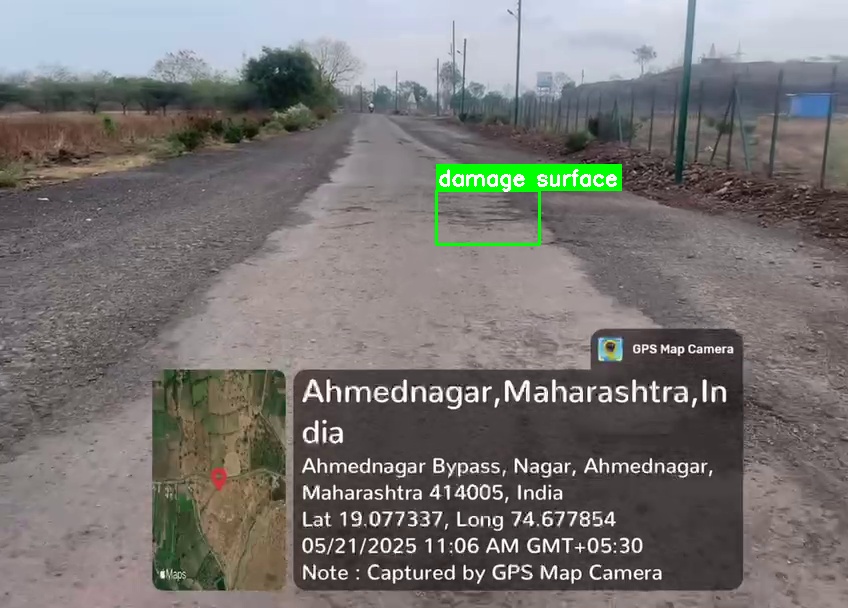 damage surface
GPS Map Camera
Ahmednagar,Maharashtra,In
dia
Ahmednagar Bypass, Nagar, Ahmednagar,
Maharashtra 414005, India
Lat 19.077337, Long 74.677854
05/21/2025 11:06 AM GMT+05:30
Note : Captured by GPS Map Camera
Maps